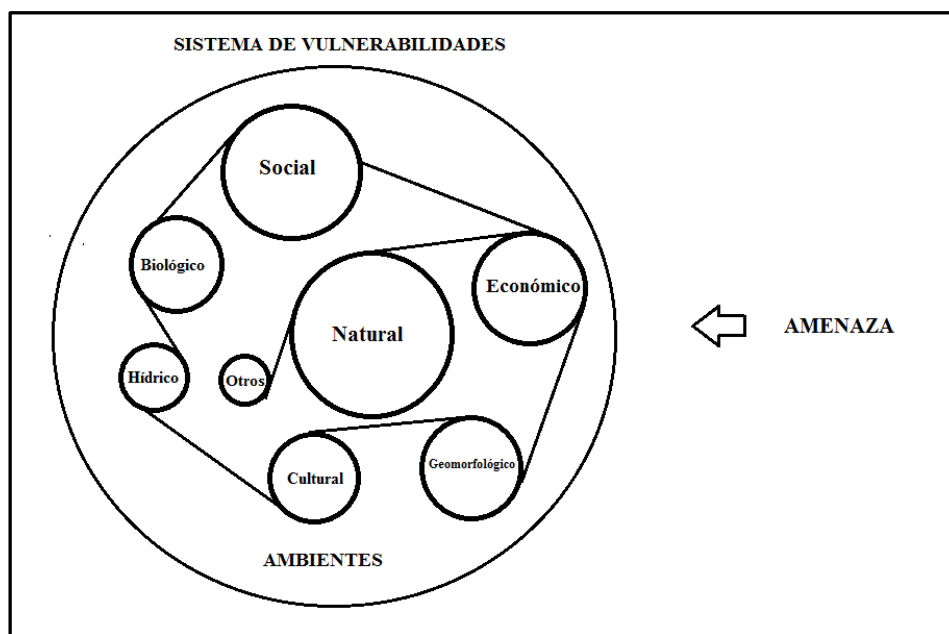 SISTEMA DE VULNERABILIDADES
Social
Biológico
Económico
Natural
AMENAZA
Hídrico
Otros
Cultural
Geomorfológico
AMBIENTES